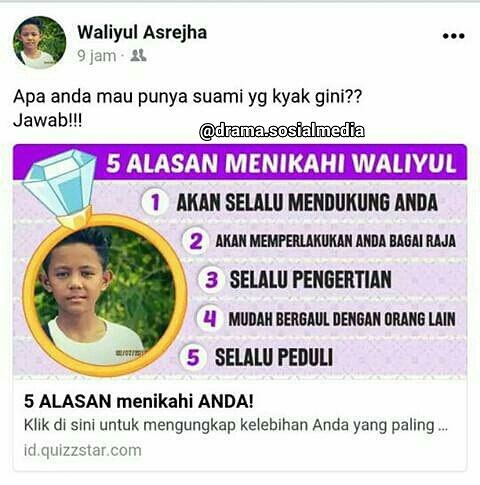 Waliyul Asrejha
9 jam ·
Apa anda mau punya suami yg kyak gini??
Jawab!!!
@drama.sosialmedia
5 ALASAN MENIKAHI WALIYUL
1 AKAN SELALU MENDUKUNG ANDA
2 AKAN MEMPERLAKUKAN ANDA BAGAI RAJA
3 SELALU PENGERTIAN
4 MUDAH BERGAUL DENGAN ORANG LAIN
5 SELALU PEDULI
5 ALASAN menikahi ANDA!
Klik di sini untuk mengungkap kelebihan Anda yang paling ...
id.quizzstar.com